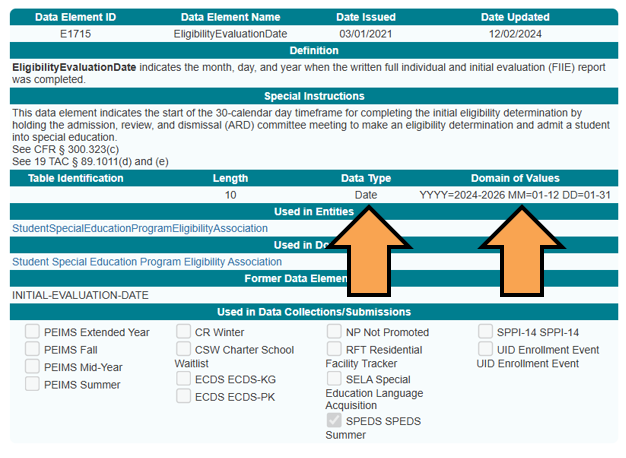 Data Element ID Data Element Name Date Issued Date Updated
E1715 EligibilityEvaluationDate 03/01/2021 12/02/2024
Definition
EligibilityEvaluationDate indicates the month, day, and year when the written full individual and initial evaluation (FIIE) report
was completed.
Special Instructions
This data element indicates the start of the 30-calendar day timeframe for completing the initial eligibility determination by
holding the admission, review, and dismissal (ARD) committee meeting to make an eligibility determination and admit a student
into special education.
See CFR § 300.323(c)
See 19 TAC § 89.1011(d) and (e)
Table Identification Length Data Type Domain of Values
10 Date YYYY=2024-2026 MM=01-12 DD=01-31
Used in Entities
StudentSpecialEducationProgramEligibilityAssociation
Used in Do
Student Special Education Program Eligibility Association
Former Data Elemen
INITIAL-EVALUATION-DATE
Used in Data Collections/Submissions
PEIMS Extended Year CR Winter NP Not Promoted SPPI-14 SPPI-14
PEIMS Fall CSW Charter School RFT Residential UID Enrollment Event
Waitlist Facility Tracker UID Enrollment Event
PEIMS Mid-Year ECDS ECDS-KG SELA Special
PEIMS Summer ECDS ECDS-PK Education Language
Acquisition
SPEDS SPEDS
Summer